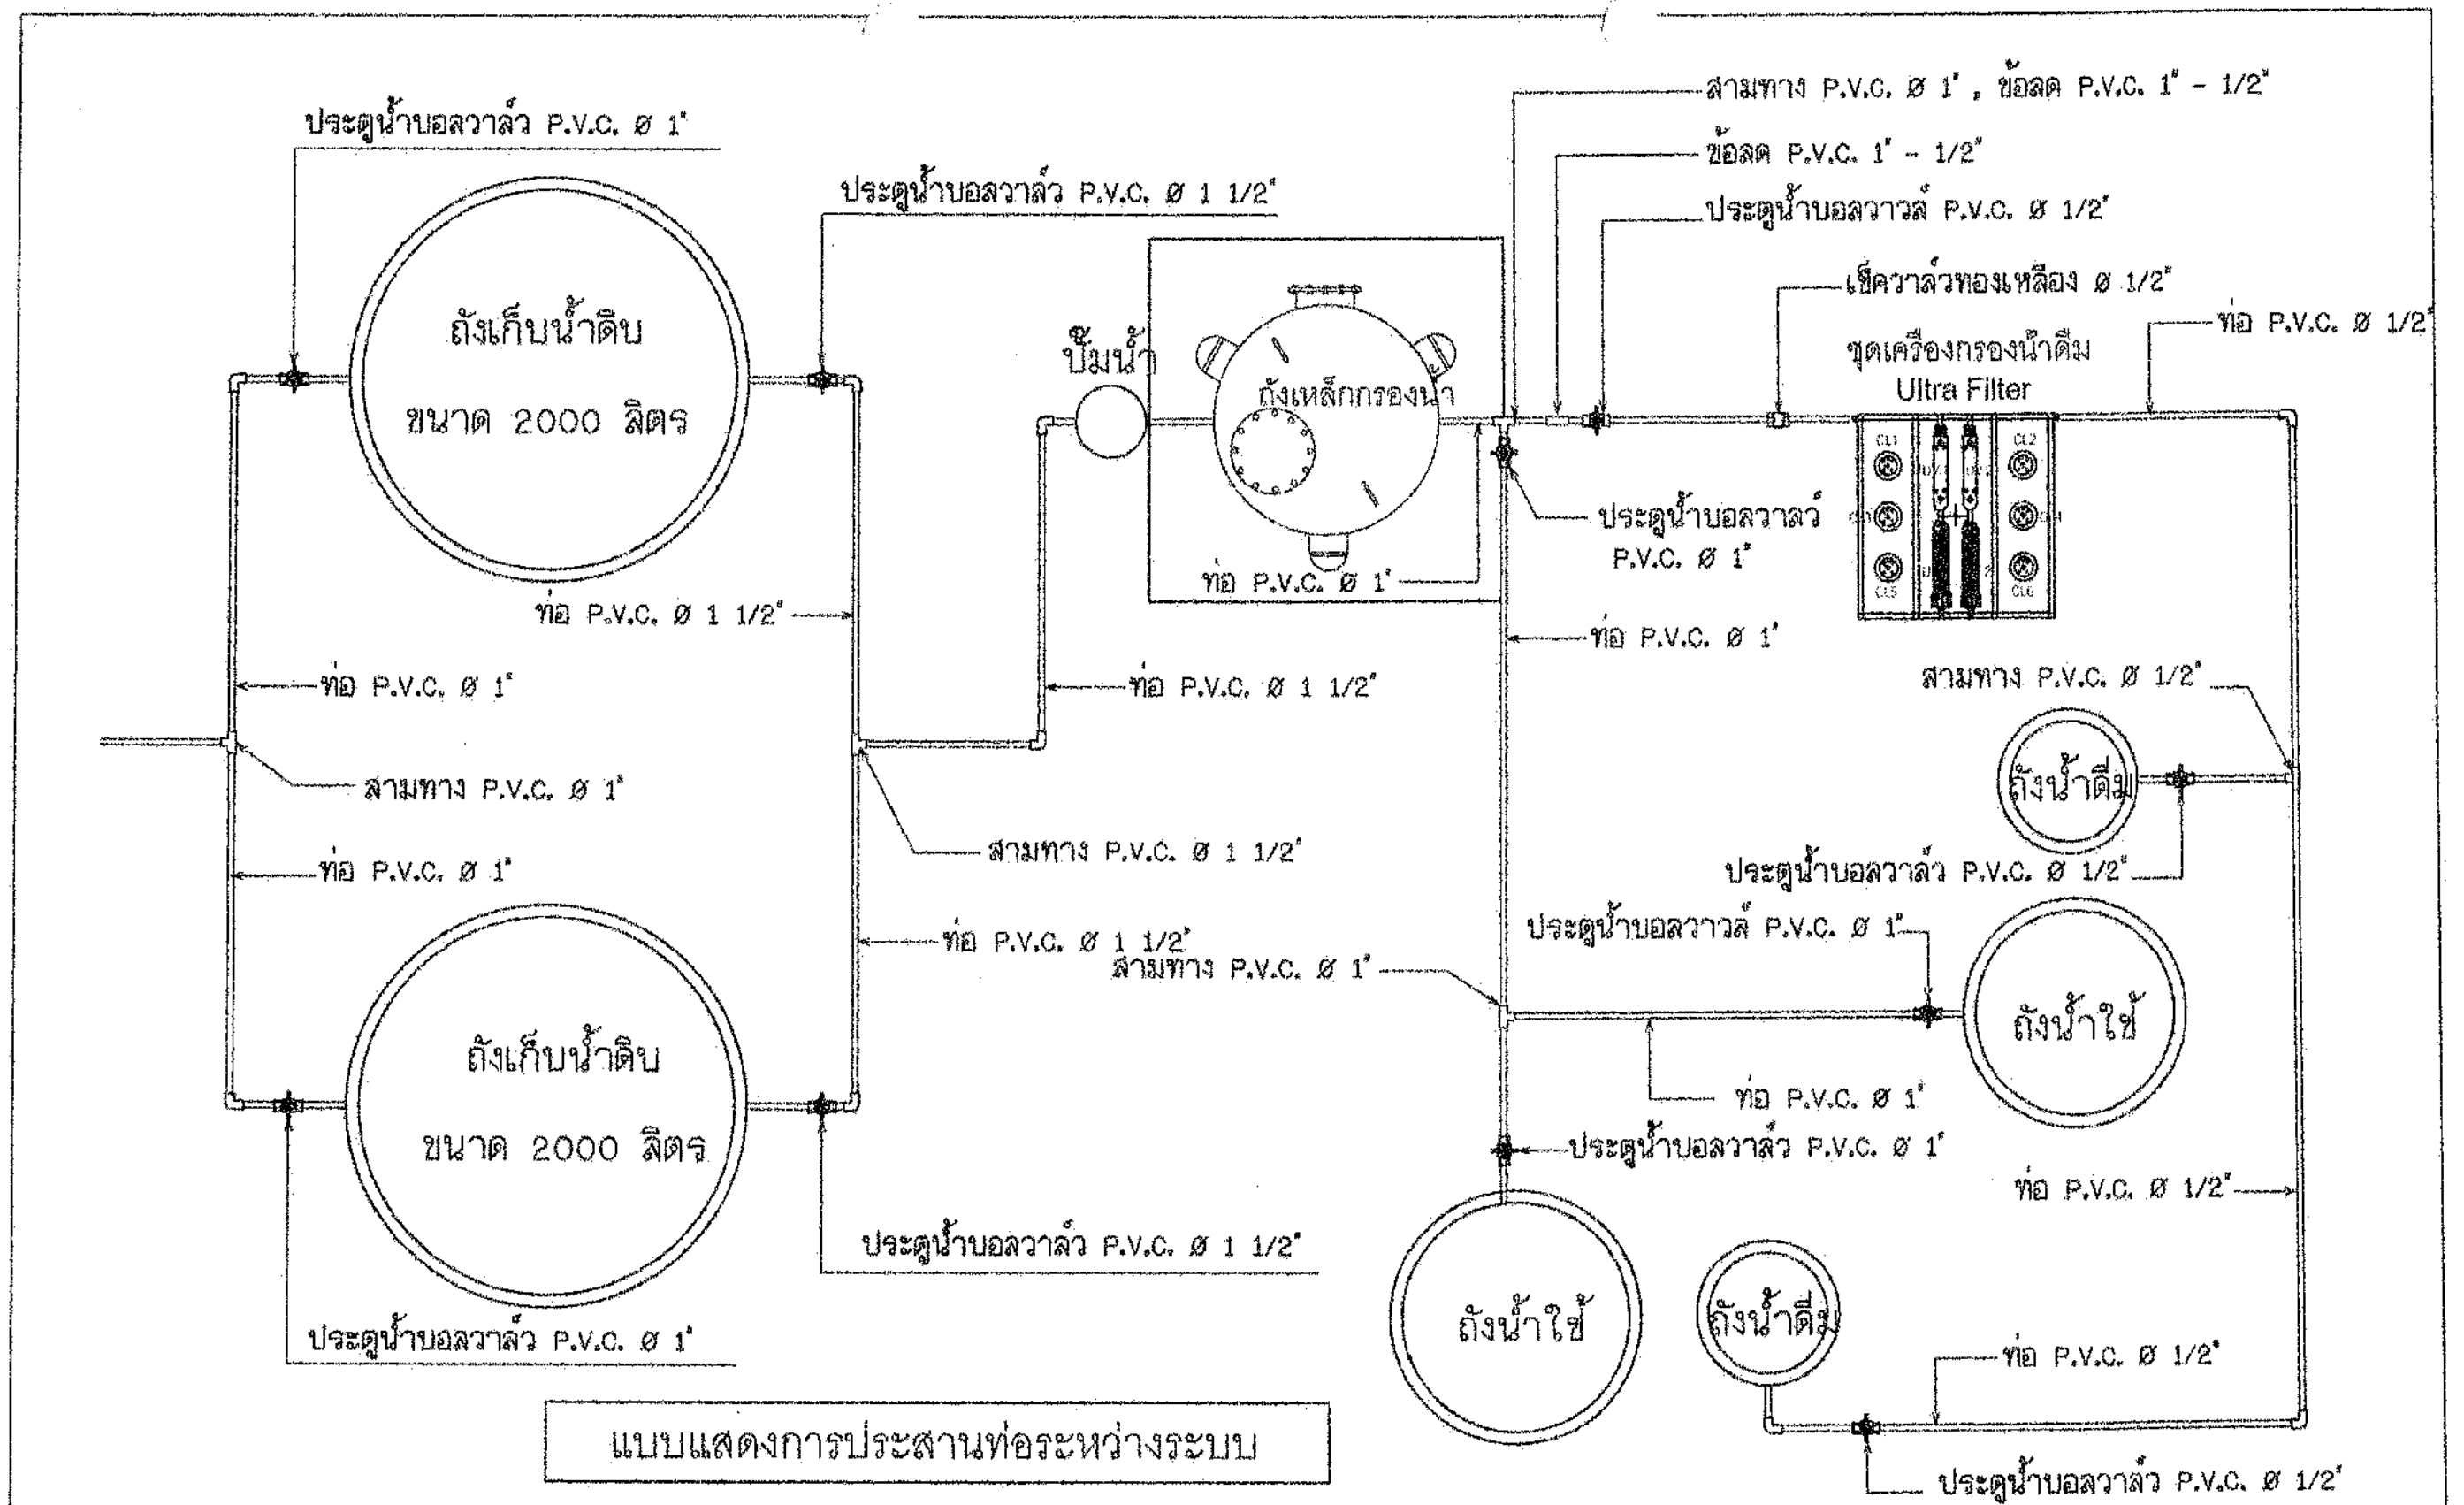 สามทาง P.V.C. Ø 1" , ข้อลด P.V.C. 1" - 1/2"
ประตูน้ำบอลวาล์ว P.V.C. Ø 1"
ข้อลด P.V.C. 1" - 1/2"
ประตูน้ำบอลวาล์ว P.V.C. Ø 1 1/2"
ประตูน้ำบอลวาวล์ P.V.C. Ø 1/2"
เช็ควาล์วทองเหลือง Ø 1/2"
ท่อ P.V.C. Ø 1/2"
ถังเก็บน้ำดิบ
ขนาด 2000 ลิตร
ปั๊มน้ำ
ถังเหล็กกรองน้ำ
ชุดเครื่องกรองน้ำดื่ม
Ultra Filter
CL1
CL2
CL5
CL6
ประตูน้ำบอลวาลว์
P.V.C. Ø 1"
ท่อ P.V.C. Ø 1"
ท่อ P.V.C. Ø 1 1/2"
ท่อ P.V.C. Ø 1"
ท่อ P.V.C. Ø 1"
ท่อ P.V.C. Ø 1 1/2"
สามทาง P.V.C. Ø 1/2"
สามทาง P.V.C. Ø 1"
ถังน้ำดื่ม
สามทาง P.V.C. Ø 1 1/2"
ท่อ P.V.C. Ø 1"
ประตูน้ำบอลวาล์ว P.V.C. Ø 1/2"
ประตูน้ำบอลวาวล์ P.V.C. Ø 1"
ท่อ P.V.C. Ø 1 1/2"
สามทาง P.V.C. Ø 1"
ถังน้ำใช้
ถังเก็บน้ำดิบ
ขนาด 2000 ลิตร
ท่อ P.V.C. Ø 1"
ประตูน้ำบอลวาล์ว P.V.C. Ø 1"
ท่อ P.V.C. Ø 1/2"
ประตูน้ำบอลวาล์ว P.V.C. Ø 1 1/2"
ถังน้ำใช้
ถังน้ำดื่ม
ประตูน้ำบอลวาล์ว P.V.C. Ø 1"
ท่อ P.V.C. Ø 1/2"
แบบแสดงการประสานท่อระหว่างระบบ
ประตูน้ำบอลวาล์ว P.V.C. Ø 1/2"